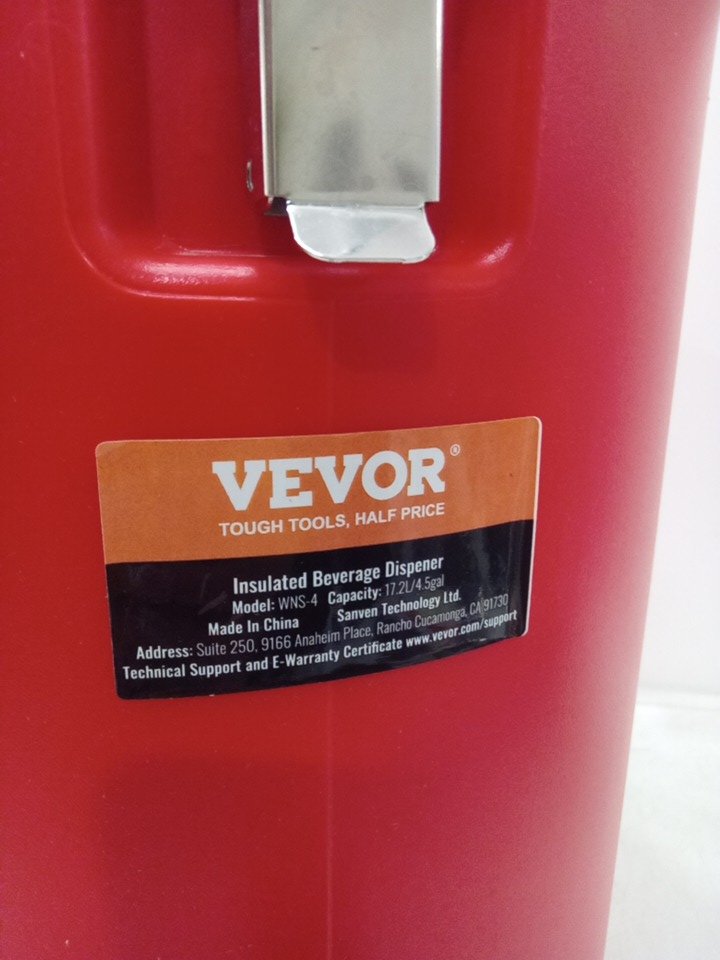 VEVOR®
TOUGH TOOLS, HALF PRICE
Insulated Beverage Dispener
Model: WNS-4 Capacity: 17.2L/4.5gal
Made In China Sanven Technology Ltd.
Address: Suite 250, 9166 Anaheim Place, Rancho Cucamonga, CA 91730
Technical Support and E-Warranty Certificate www.vevor.com/support